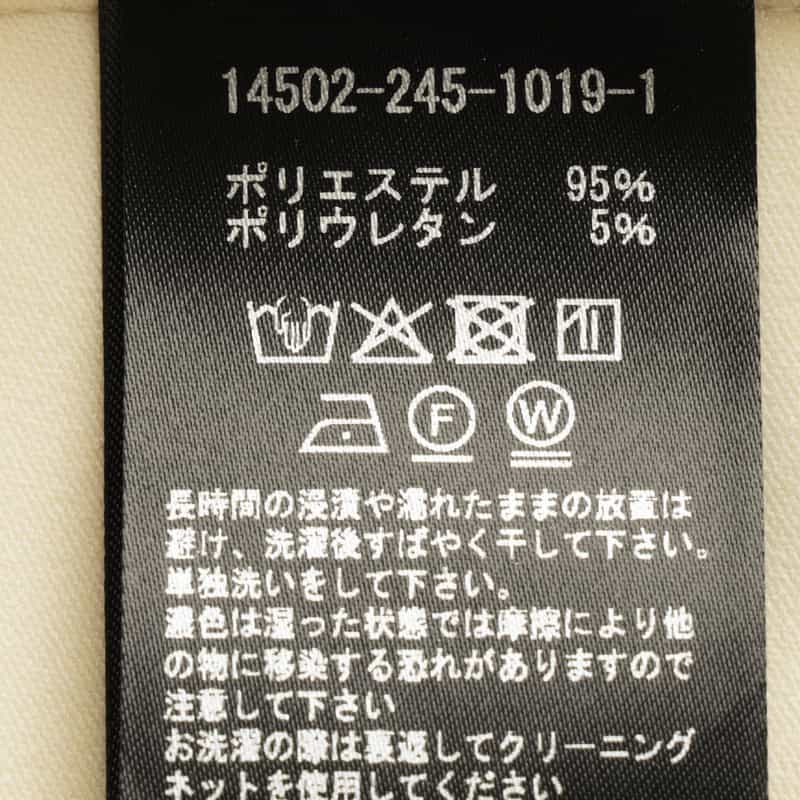 14502-245-1019-1
ポリエステル 95%
ポリウレタン 5%
F W
長時間の浸漬や濡れたままの放置は
避け、洗濯後すばやく干して下さい。
単独洗いをして下さい。
濃色は湿った状態では摩擦により他
の物に移染する恐れがありますので
注意して下さい
お洗濯の際は裏返してクリーニング
ネットを使用してください